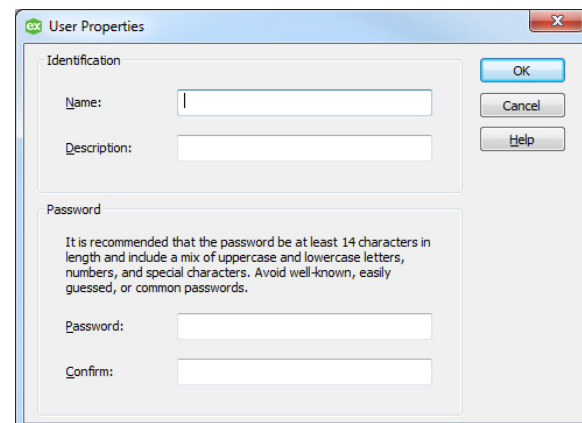 ex User Properties
Identification
OK
Name:
Cancel
Description:
Help
Password
It is recommended that the password be at least 14 characters in
length and include a mix of uppercase and lowercase letters,
numbers, and special characters. Avoid well-known, easily
guessed, or common passwords.
Password:
Confirm: